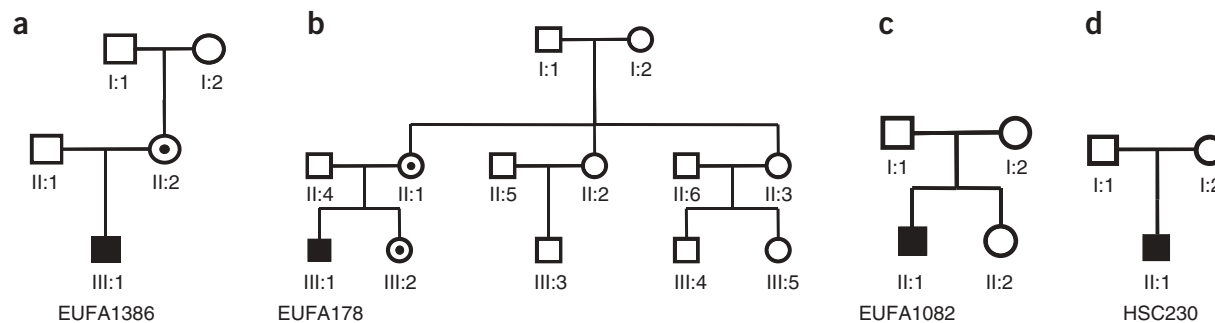 a
I:1 I:2
II:1 II:2
III:1
EUFA1386
b
I:1 I:2
II:4 II:1 II:5 II:2 II:6 II:3
III:1 III:2 III:3 III:4 III:5
EUFA178
c
I:1 I:2
II:1 II:2
EUFA1082
d
I:1 I:2
II:1
HSC230